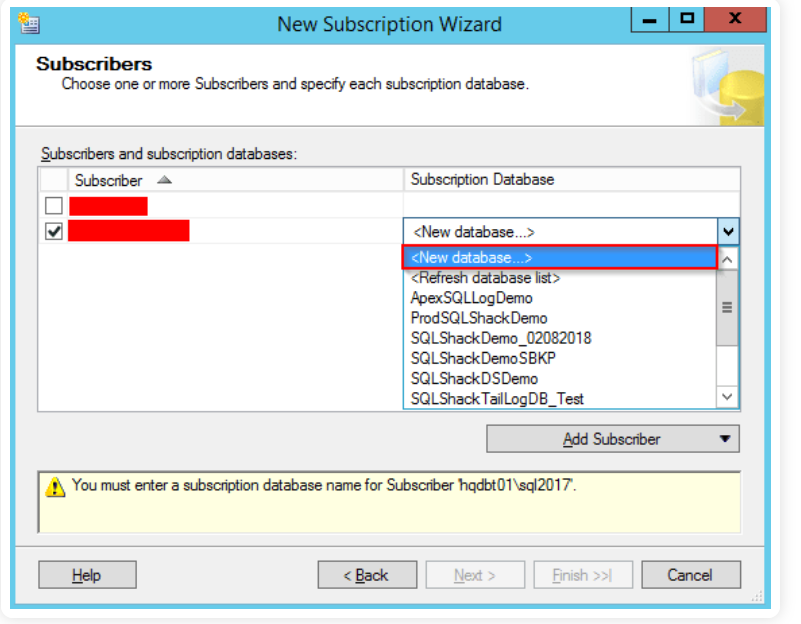 New Subscription Wizard
Subscribers
Choose one or more Subscribers and specify each subscription database.
Subscribers and subscription databases:
Subscriber Subscription Database
<New database...>
<New database...>
<Refresh database list>
ApexSQLLogDemo
ProdSQLShackDemo
SQLShackDemo_02082018
SQLShackDemoSBKP
SQLShackDSDemo
SQLShackTailLogDB_Test
Add Subscriber
You must enter a subscription database name for Subscriber 'hqdbt01\sql2017'.
Help < Back Next > Finish >>| Cancel